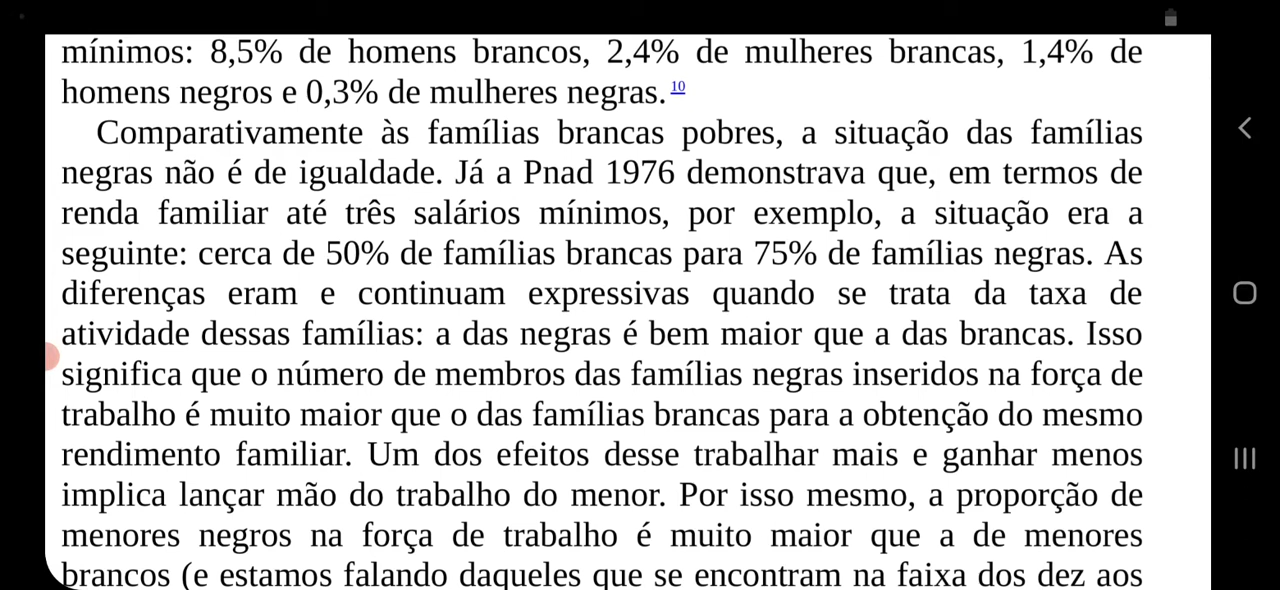 mínimos: 8,5% de homens brancos, 2,4% de mulheres brancas, 1,4% de
homens negros e 0,3% de mulheres negras.10
Comparativamente às famílias brancas pobres, a situação das famílias
negras não é de igualdade. Já a Pnad 1976 demonstrava que, em termos de
renda familiar até três salários mínimos, por exemplo, a situação era a
seguinte: cerca de 50% de famílias brancas para 75% de famílias negras. As
diferenças eram e continuam expressivas quando se trata da taxa de
atividade dessas famílias: a das negras é bem maior que a das brancas. Isso
significa que o número de membros das famílias negras inseridos na força de
trabalho é muito maior que o das famílias brancas para a obtenção do mesmo
rendimento familiar. Um dos efeitos desse trabalhar mais e ganhar menos
implica lançar mão do trabalho do menor. Por isso mesmo, a proporção de
menores negros na força de trabalho é muito maior que a de menores
brancos (e estamos falando daqueles que se encontram na faixa dos dez aos